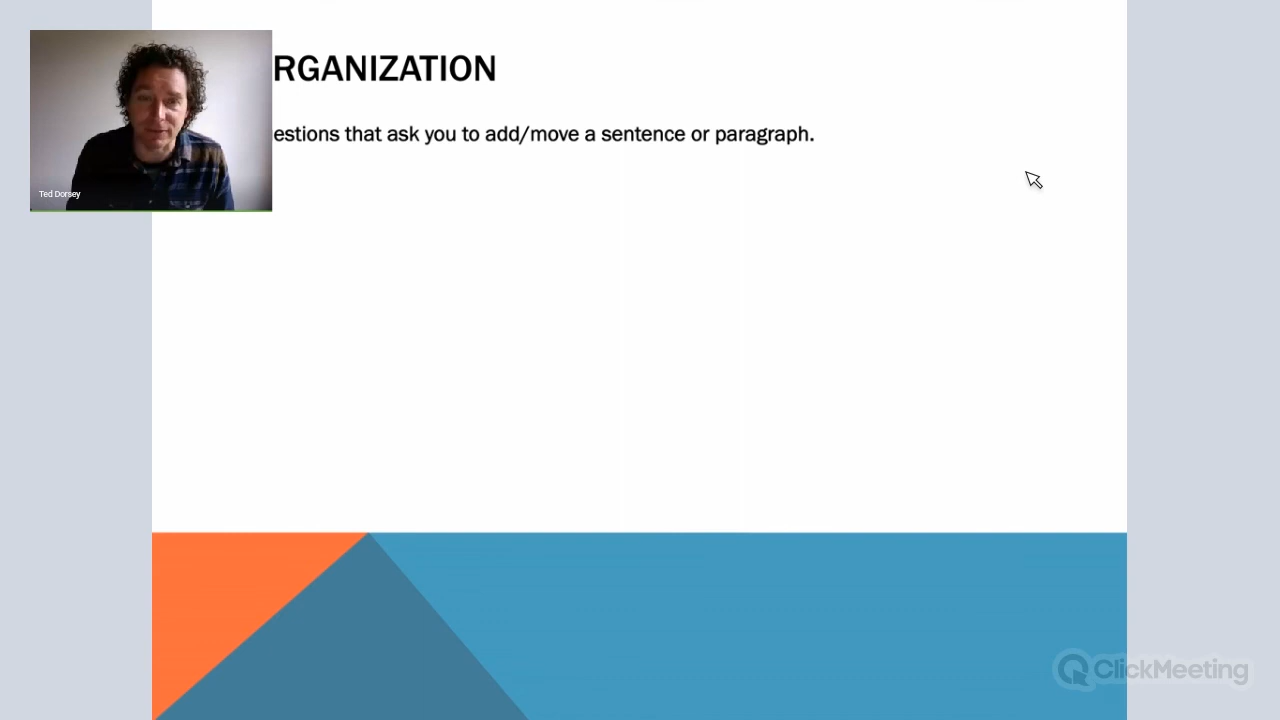 RGANIZATION
estions that ask you to add/move a sentence or paragraph.
Ted Dorsey
ClickMeeting